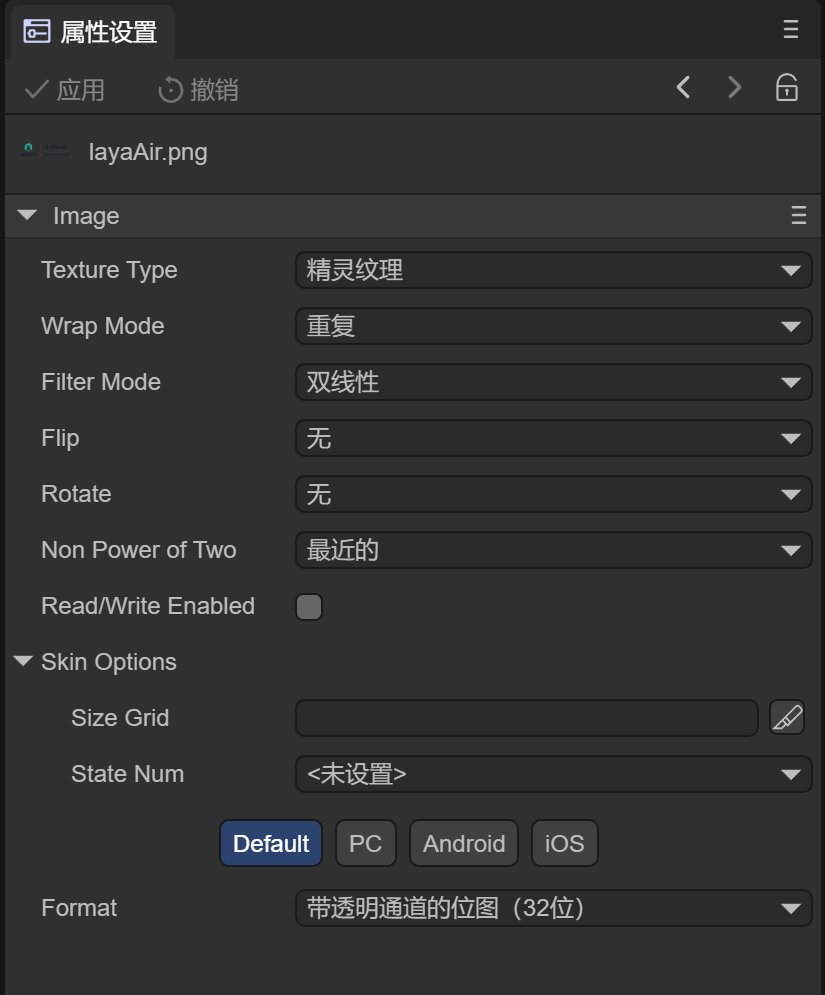 属性设置
应用 撤销
layaAir.png
Image
Texture Type 精灵纹理
Wrap Mode 重复
Filter Mode 双线性
Flip 无
Rotate 无
Non Power of Two 最近的
Read/Write Enabled
Skin Options
Size Grid
State Num <未设置>
Default PC Android iOS
Format 带透明通道的位图（32位）